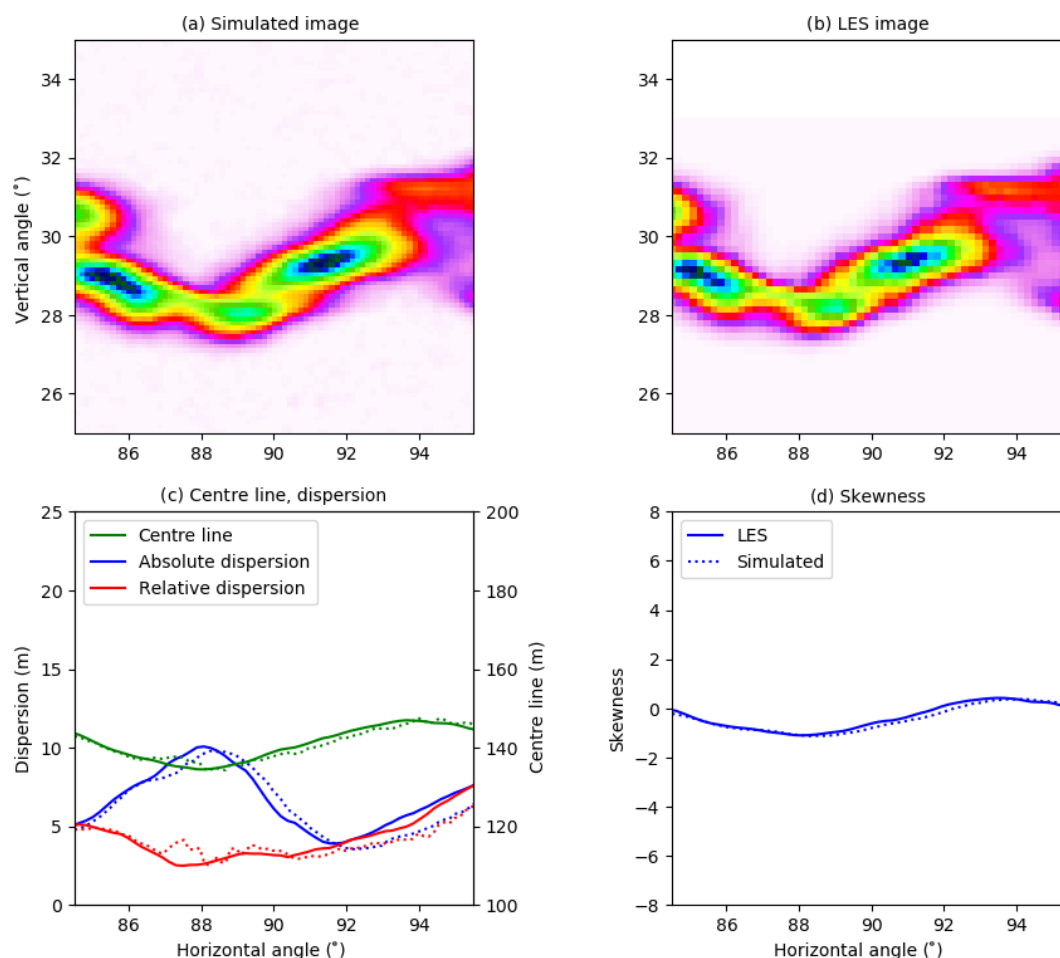 (a) Simulated image
(b) LES image
34
32
30
28
26
Vertical angle (˚)
86 88 90 92 94
34
32
30
28
26
86 88 90 92 94
(c) Centre line, dispersion
(d) Skewness
25
20
15
10
5
0
Dispersion (m)
Centre line
Absolute dispersion
Relative dispersion
200
180
160
140
120
100
Centre line (m)
86 88 90 92 94
Horizontal angle (˚)
8
6
4
2
0
−2
−4
−6
−8
Skewness
LES
Simulated
86 88 90 92 94
Horizontal angle (˚)